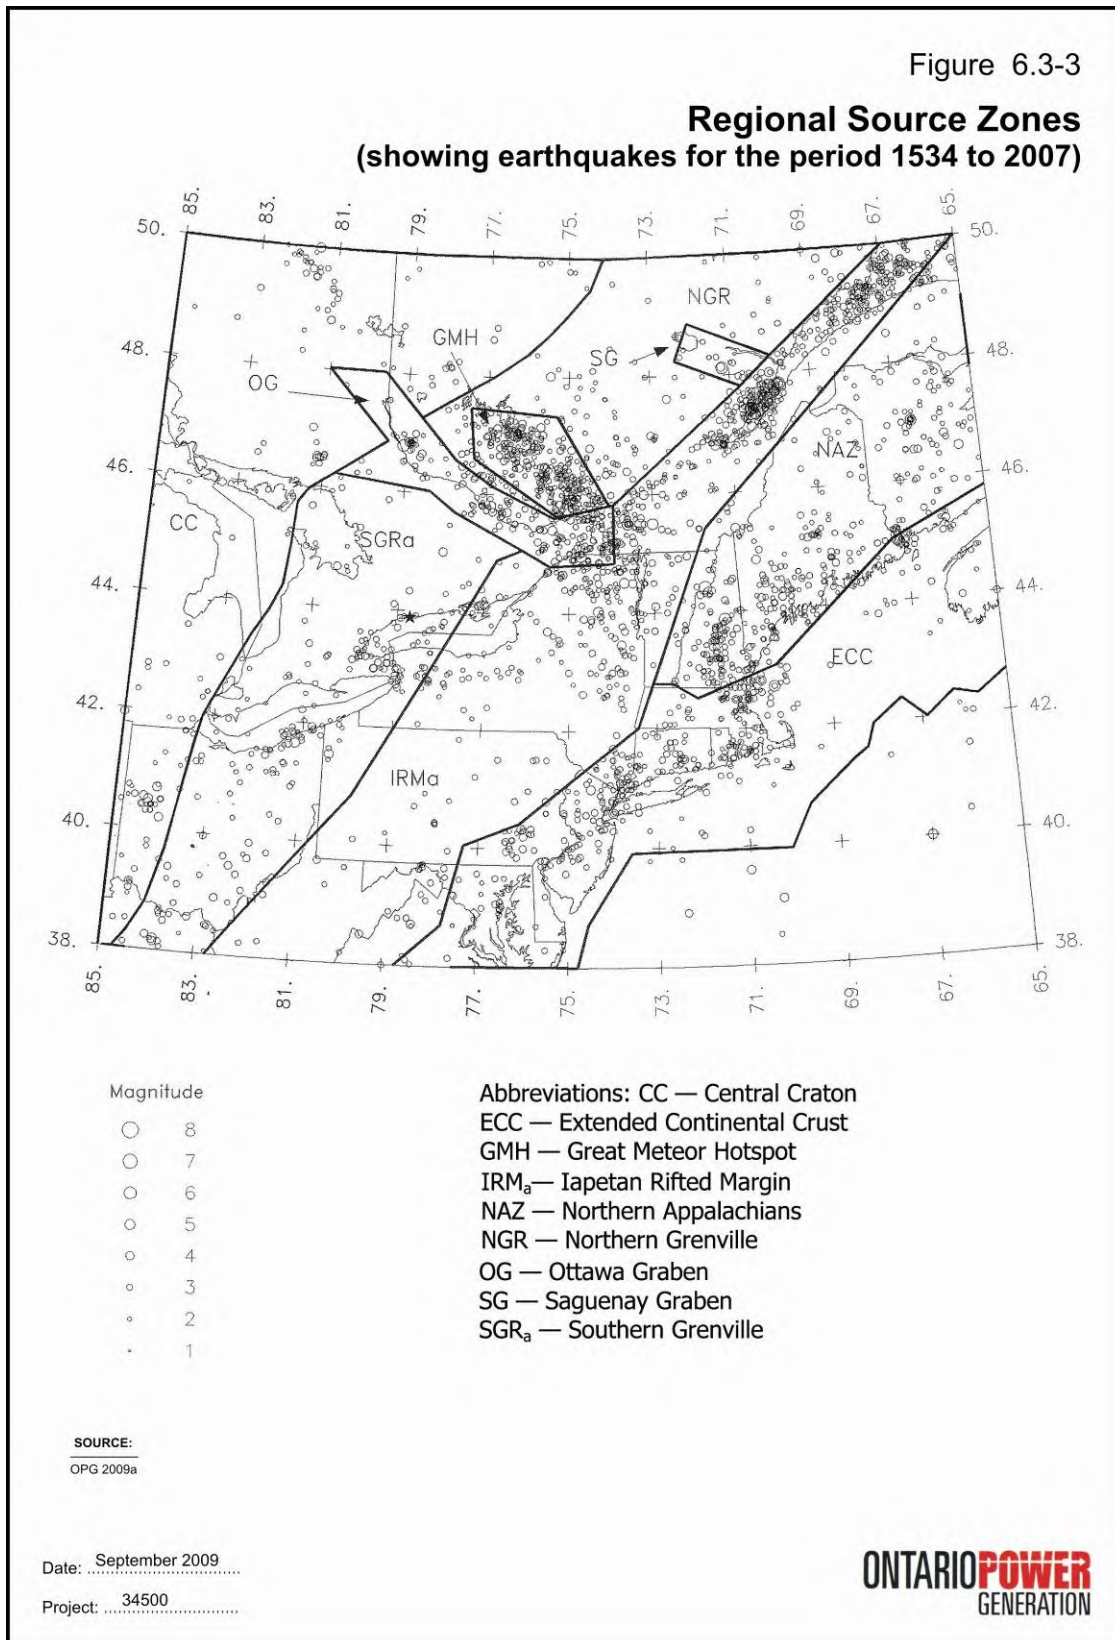 Figure 6.3-3
Regional Source Zones
(showing earthquakes for the period 1534 to 2007)
85. 83. 81. 79. 77. 75. 73. 71. 69. 67. 65.
50. 50.
NGR
GMH
48. SG 48.
OG
NAZ
46. 46.
CC
SGRa
44. 44.
ECC
42. 42.
IRMa
40. 40.
38. 38.
85. 83. 81. 79. 77. 75. 73. 71. 69. 67. 65.
Magnitude
8
7
6
5
4
3
2
1
Abbreviations: CC — Central Craton
ECC — Extended Continental Crust
GMH — Great Meteor Hotspot
IRMa— Iapetan Rifted Margin
NAZ — Northern Appalachians
NGR — Northern Grenville
OG — Ottawa Graben
SG — Saguenay Graben
SGRa — Southern Grenville
SOURCE:
OPG 2009a
Date: September 2009
Project: 34500
ONTARIOPOWER
GENERATION